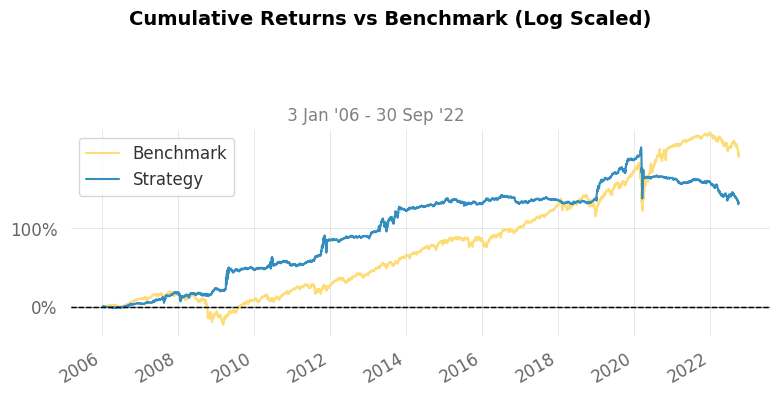 Cumulative Returns vs Benchmark (Log Scaled)
3 Jan '06 - 30 Sep '22
Benchmark
Strategy
100%
0%
2006 2008 2010 2012 2014 2016 2018 2020 2022